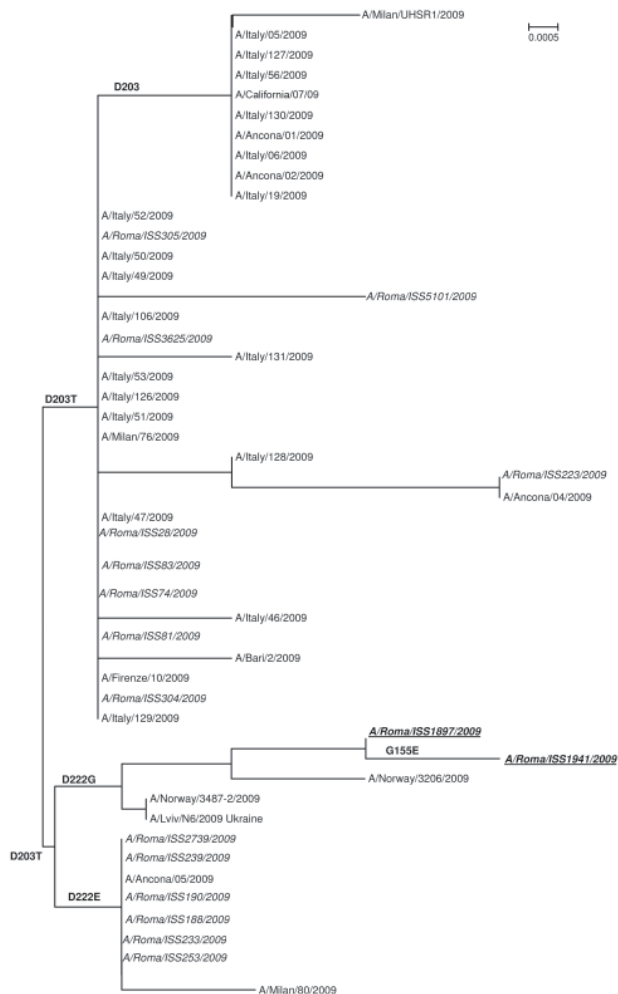 A/Milan/UHSR1/2009
0.0005
A/Italy/05/2009
A/Italy/127/2009
A/Italy/56/2009
D203
A/California/07/09
A/Italy/130/2009
A/Ancona/01/2009
A/Italy/06/2009
A/Ancona/02/2009
A/Italy/19/2009
A/Italy/52/2009
A/Roma/ISS305/2009
A/Italy/50/2009
A/Italy/49/2009
A/Roma/ISS5101/2009
A/Italy/106/2009
A/Roma/ISS3625/2009
A/Italy/131/2009
A/Italy/53/2009
D203T
A/Italy/126/2009
A/Italy/51/2009
A/Milan/76/2009
A/Italy/128/2009
A/Roma/ISS223/2009
A/Ancona/04/2009
A/Italy/47/2009
A/Roma/ISS28/2009
A/Roma/ISS83/2009
A/Roma/ISS74/2009
A/Italy/46/2009
A/Roma/ISS81/2009
A/Bari/2/2009
A/Firenze/10/2009
A/Roma/ISS304/2009
A/Italy/129/2009
A/Roma/ISS1897/2009
G155E
A/Roma/ISS1941/2009
D222G
A/Norway/3206/2009
A/Norway/3487-2/2009
A/Lviv/N6/2009 Ukraine
A/Roma/ISS2739/2009
D203T
A/Roma/ISS239/2009
A/Ancona/05/2009
D222E
A/Roma/ISS190/2009
A/Roma/ISS188/2009
A/Roma/ISS233/2009
A/Roma/ISS253/2009
A/Milan/80/2009